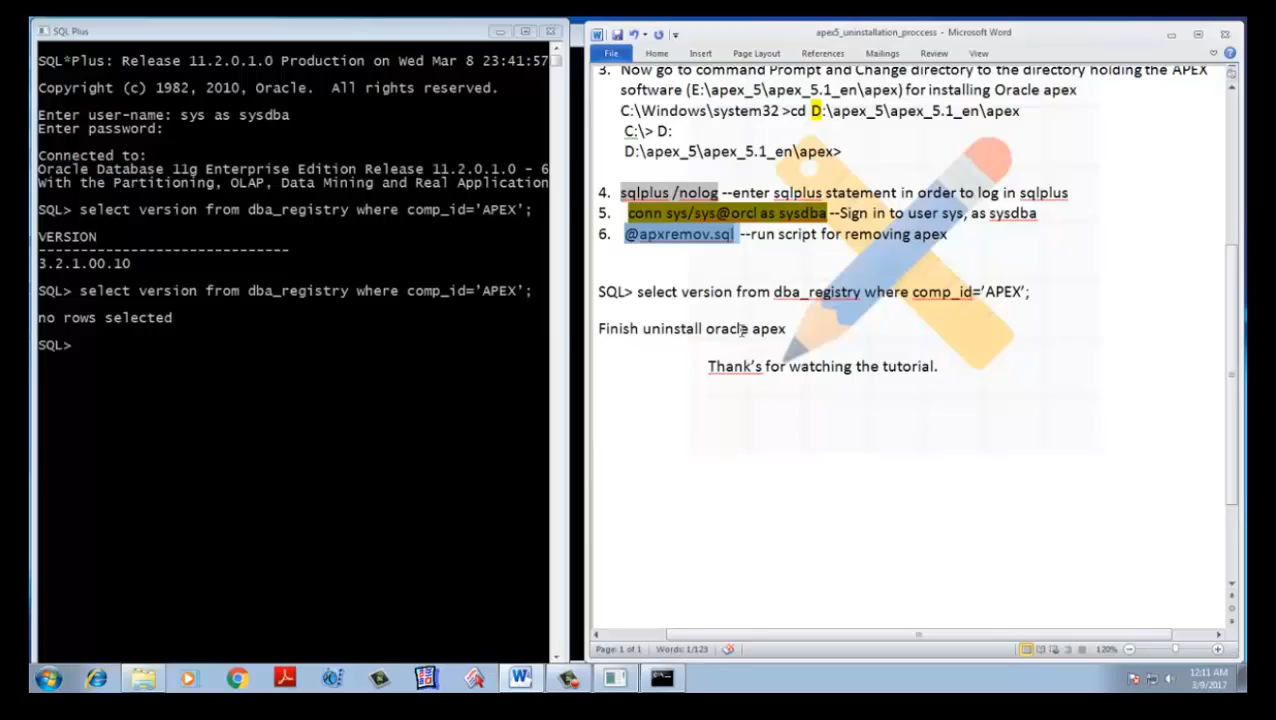 SQL Plus
SQL*Plus: Release 11.2.0.1.0 Production on Wed Mar 8 23:41:57
Copyright (c) 1982, 2010, Oracle.  All rights reserved.
Enter user-name: sys as sysdba
Enter password:
Connected to:
Oracle Database 11g Enterprise Edition Release 11.2.0.1.0 - 6
With the Partitioning, OLAP, Data Mining and Real Application
SQL> select version from dba_registry where comp_id='APEX';
VERSION
------------------------------
3.2.1.00.10
SQL> select version from dba_registry where comp_id='APEX';
no rows selected
SQL>
apex5_uninstallation_proccess - Microsoft Word
File Home Insert Page Layout References Mailings Review View
3. Now go to command Prompt and Change directory to the directory holding the APEX
software (E:\apex_5\apex_5.1_en\apex) for installing Oracle apex
C:\Windows\system32 >cd D:\apex_5\apex_5.1_en\apex
C:\> D:
D:\apex_5\apex_5.1_en\apex>
4. sqlplus /nolog --enter sqlplus statement in order to log in sqlplus
5. conn sys/sys@orcl as sysdba --Sign in to user sys, as sysdba
6. @apxremov.sql --run script for removing apex
SQL> select version from dba_registry where comp_id='APEX';
Finish uninstall oracle apex
Thank's for watching the tutorial.
Page: 1 of 1 Words: 1/123 120%
12:11 AM
3/9/2017